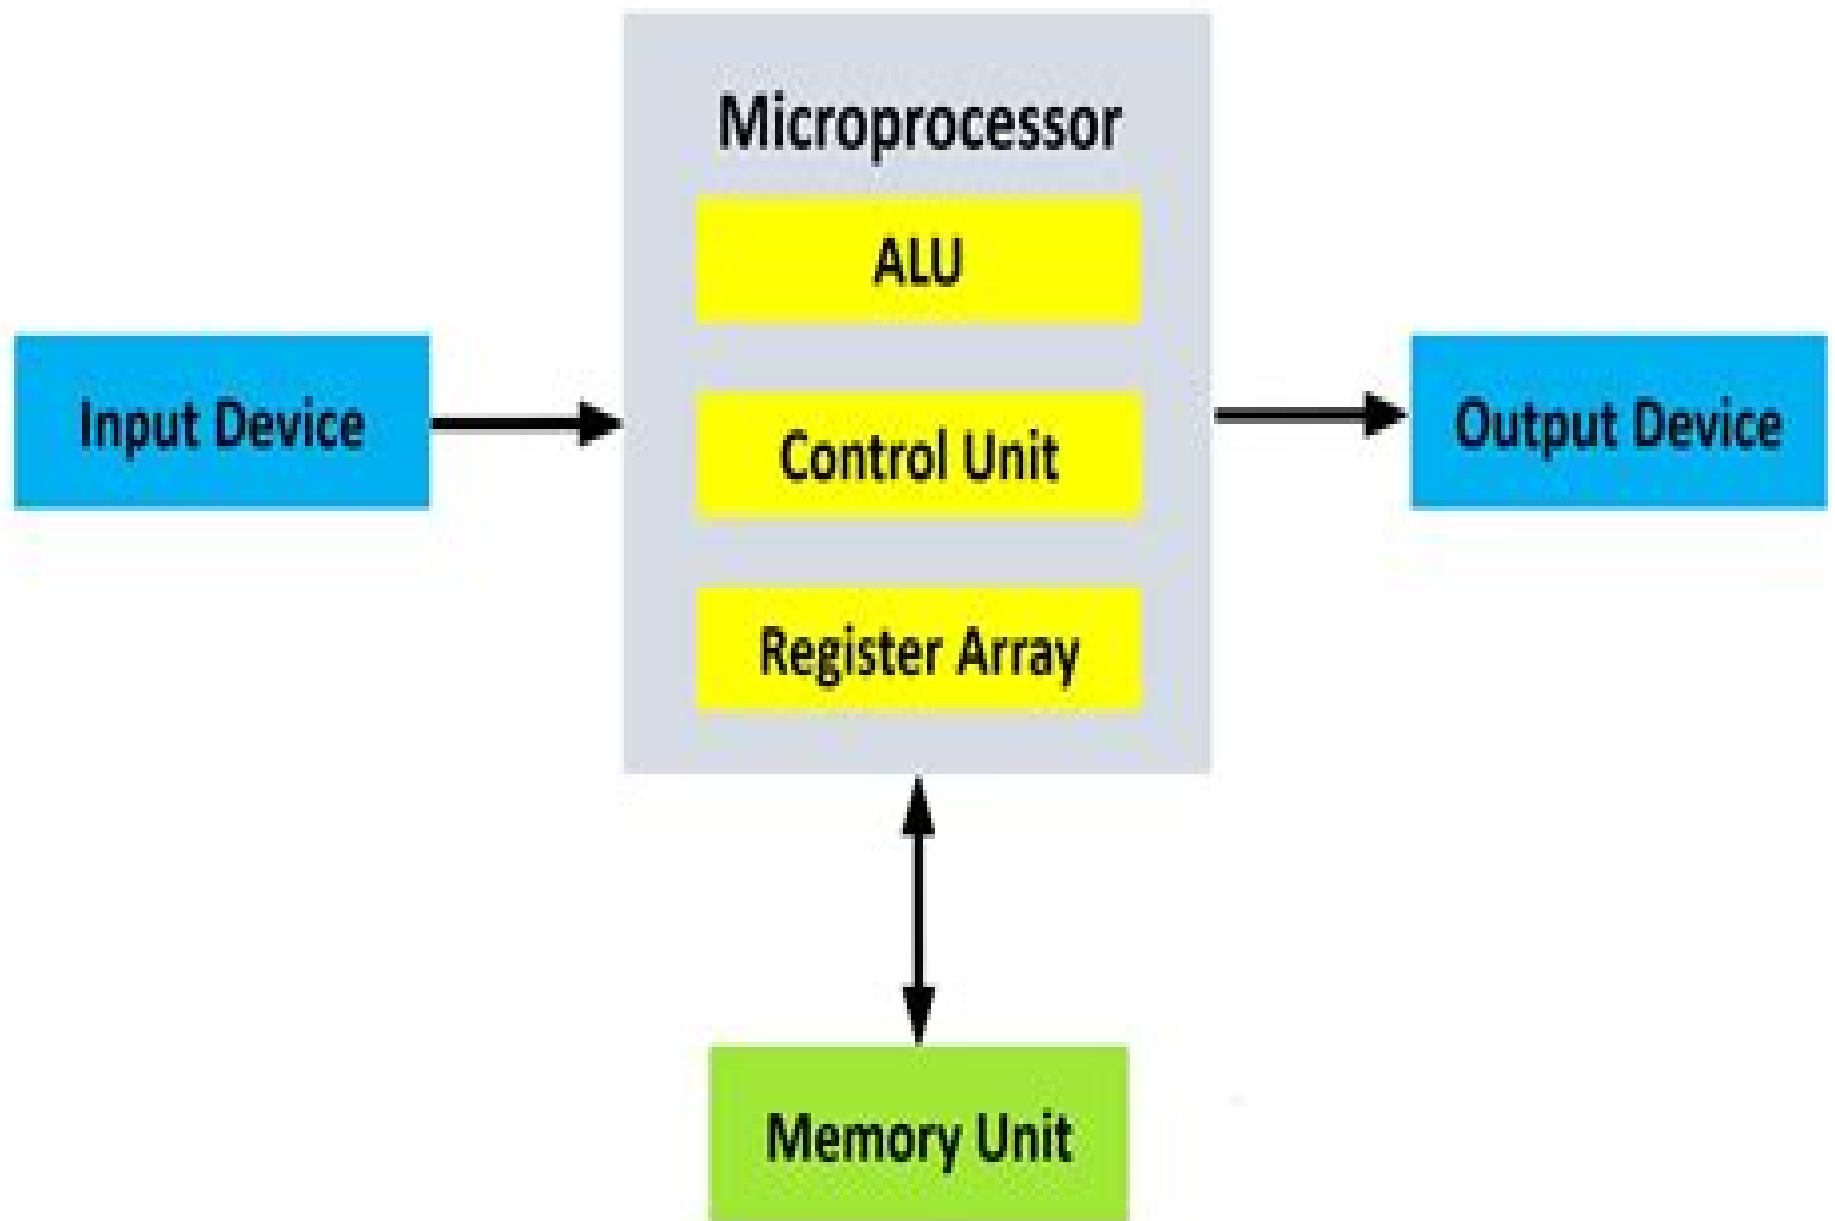 Microprocessor
ALU
Input Device
Control Unit
Output Device
Register Array
Memory Unit